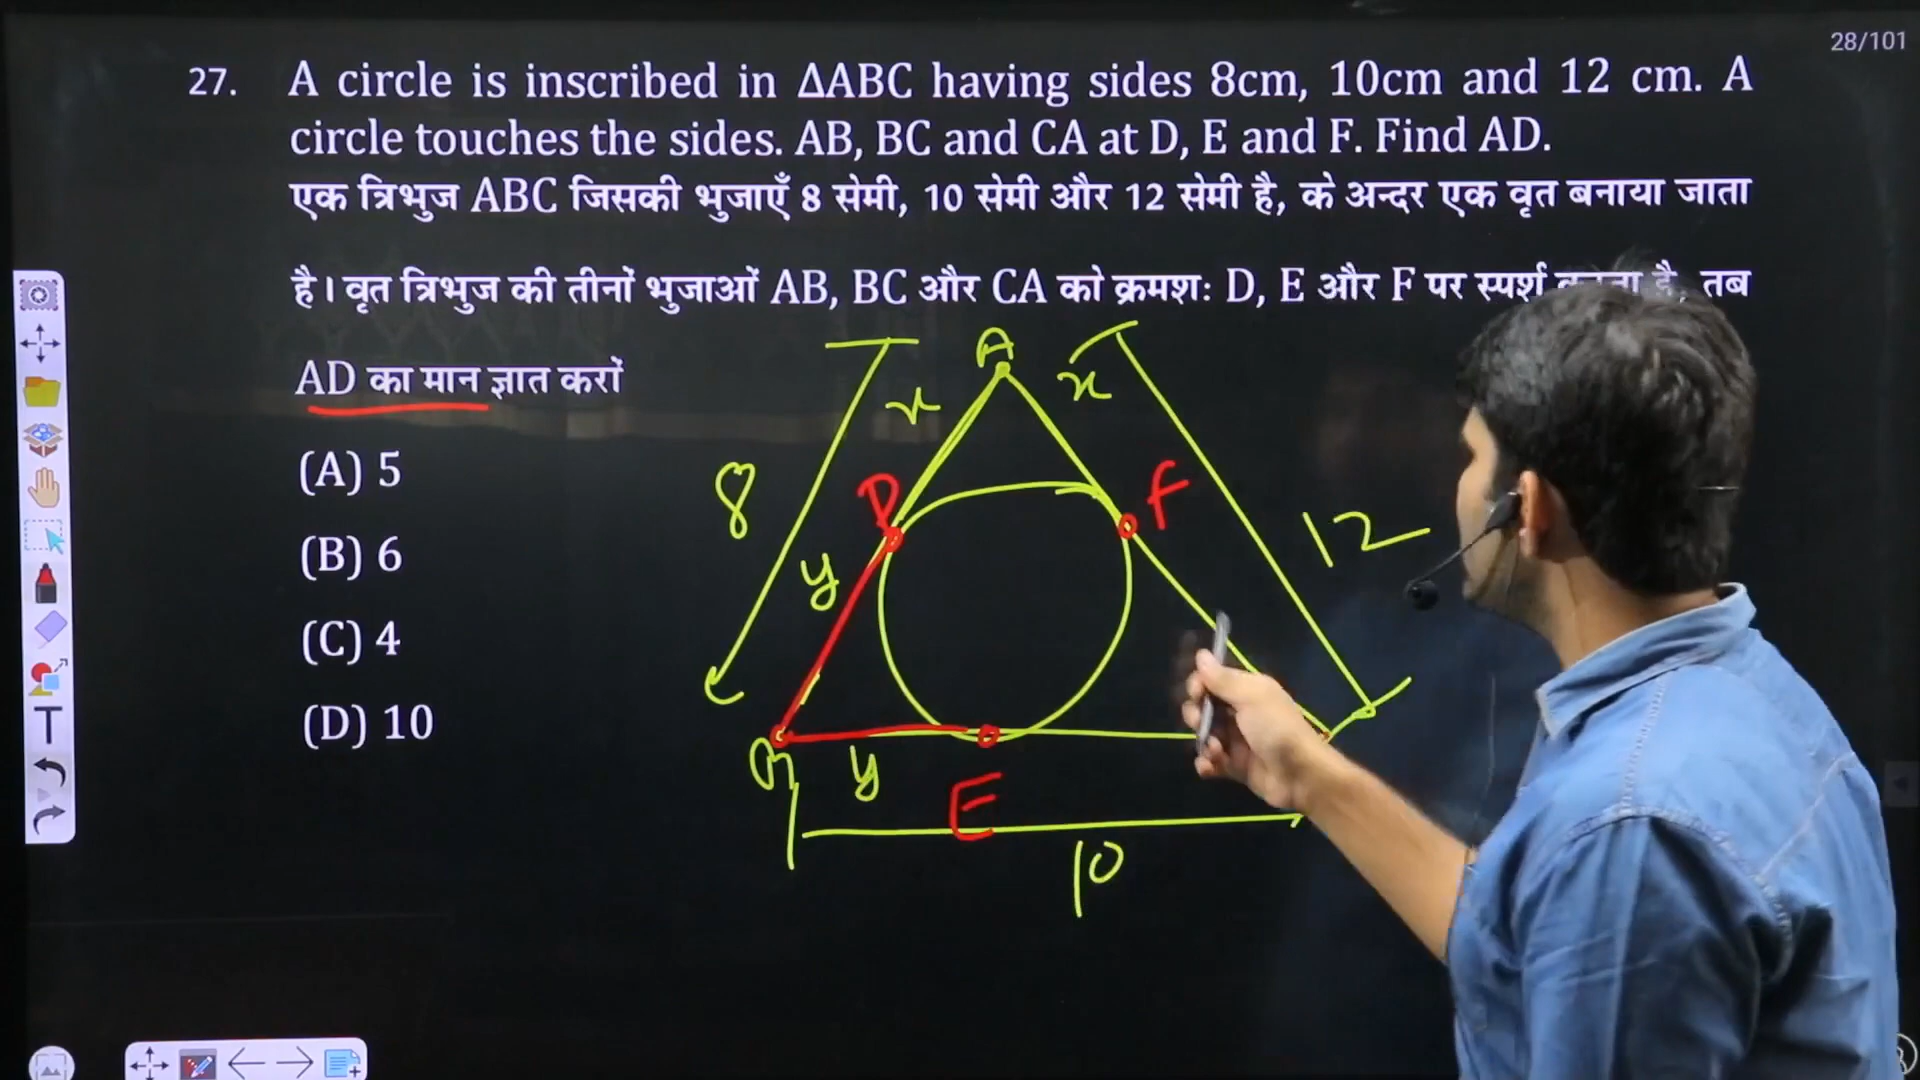 28/101
27. A circle is inscribed in ΔABC having sides 8cm, 10cm and 12 cm. A
circle touches the sides. AB, BC and CA at D, E and F. Find AD.
एक त्रिभुज ABC जिसकी भुजाएँ 8 सेमी, 10 सेमी और 12 सेमी है, के अन्दर एक वृत बनाया जाता
है। वृत त्रिभुज की तीनों भुजाओं AB, BC और CA को क्रमशः D, E और F पर स्पर्श है, तब
AD का मान ज्ञात करों
(A) 5
(B) 6
(C) 4
(D) 10
A
x x
8 D F 12
y
y
E
10
T